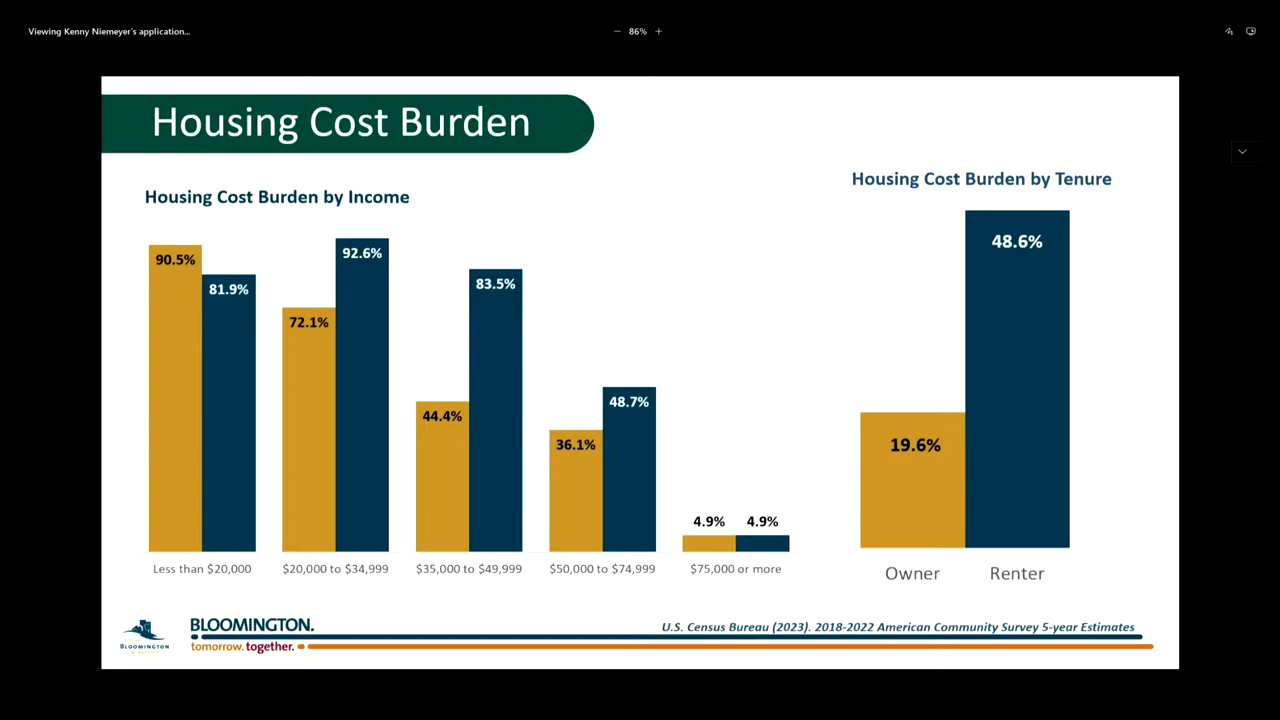 Viewing Kenny Niemeyer's application...
86%
Housing Cost Burden
Housing Cost Burden by Income
90.5%
81.9%
72.1%
92.6%
44.4%
83.5%
36.1%
48.7%
4.9%
4.9%
Less than $20,000
$20,000 to $34,999
$35,000 to $49,999
$50,000 to $74,999
$75,000 or more
Housing Cost Burden by Tenure
19.6%
48.6%
Owner
Renter
BLOOMINGTON
BLOOMINGTON.
tomorrow. together.
U.S. Census Bureau (2023). 2018-2022 American Community Survey 5-year Estimates